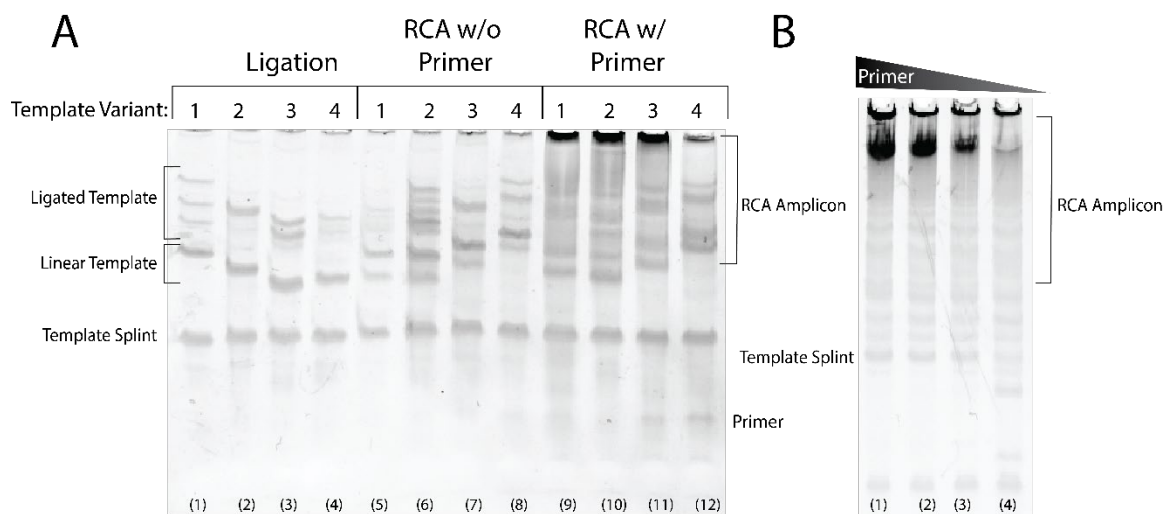 A
B
RCA w/o
Primer
RCA w/
Primer
Ligation
Primer
Template Variant:
1 2 3 4 1 2 3 4 1 2 3 4
Ligated Template
RCA Amplicon
RCA Amplicon
Linear Template
Template Splint
Template Splint
Primer
(1) (2) (3) (4) (5) (6) (7) (8) (9) (10) (11) (12)
(1) (2) (3) (4)